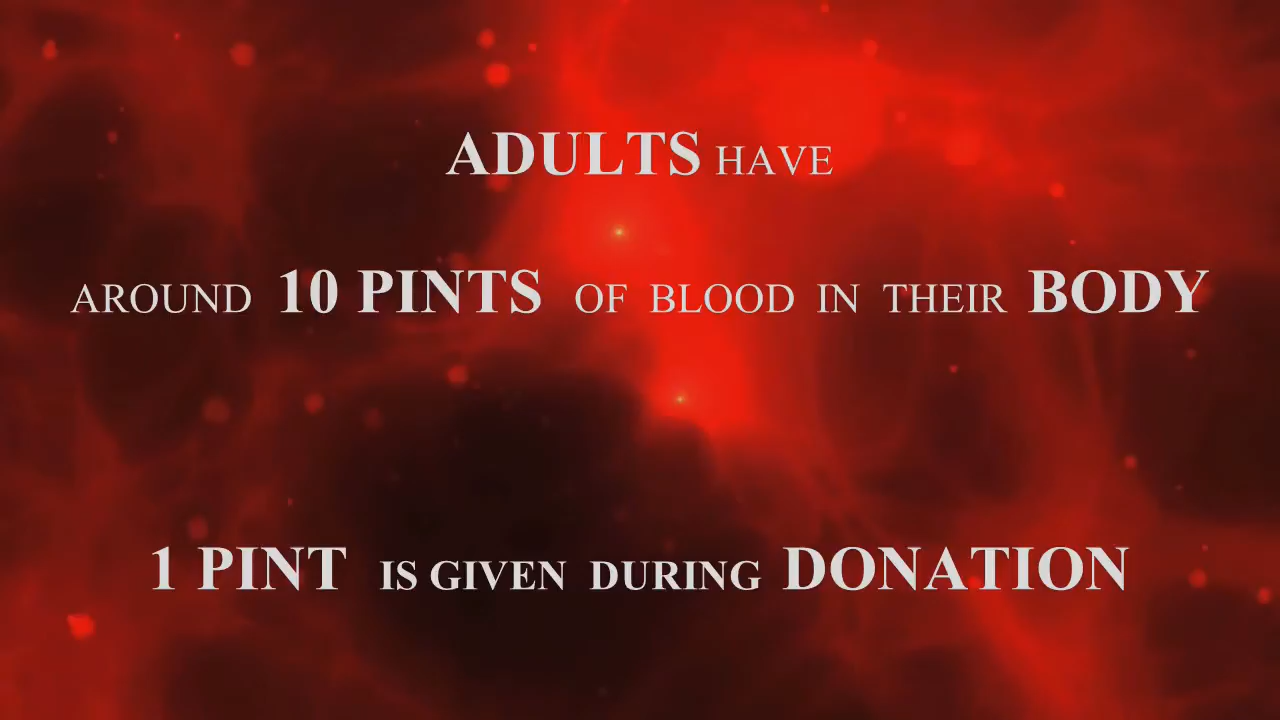 ADULTS HAVE
AROUND 10 PINTS OF BLOOD IN THEIR BODY
1 PINT IS GIVEN DURING DONATION